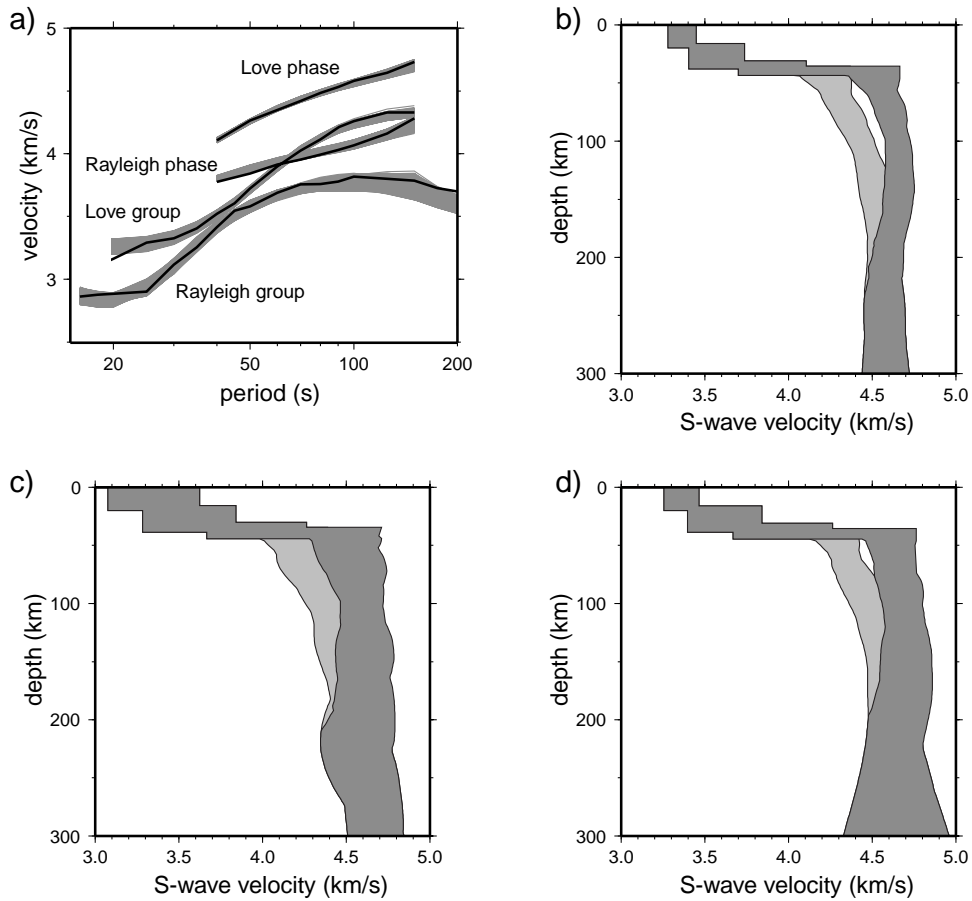 a)
5
4
3
velocity (km/s)
Love phase
Rayleigh phase
Love group
Rayleigh group
20
50
100
200
period (s)
b)
0
100
200
300
depth (km)
3.0
3.5
4.0
4.5
5.0
S-wave velocity (km/s)
c)
0
100
200
300
depth (km)
3.0
3.5
4.0
4.5
5.0
S-wave velocity (km/s)
d)
0
100
200
300
depth (km)
3.0
3.5
4.0
4.5
5.0
S-wave velocity (km/s)